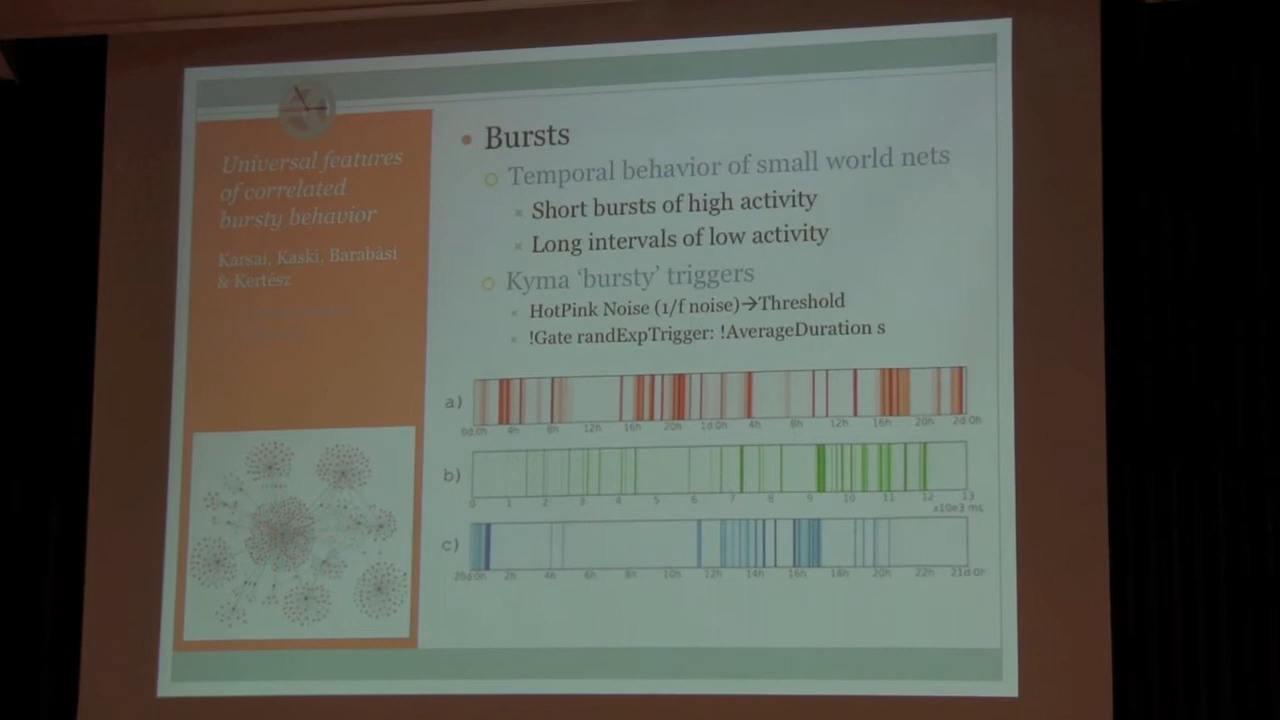 Universal features
of correlated
bursty behavior
Karsai, Kaski, Barabàsi
& Kertész
• Bursts
Temporal behavior of small world nets
Short bursts of high activity
Long intervals of low activity
Kyma ‘bursty’ triggers
HotPink Noise (1/f noise)→Threshold
!Gate randExpTrigger: !AverageDuration s
a)
0d 0h 4h 8h 12h 16h 20h 1d 0h 4h 8h 12h 16h 20h 2d 0h
b)
0 1 2 3 4 5 6 7 8 9 10 11 12 13
x10e3 ms
c)
20d 0h 2h 4h 6h 8h 10h 12h 14h 16h 18h 20h 22h 21d 0h